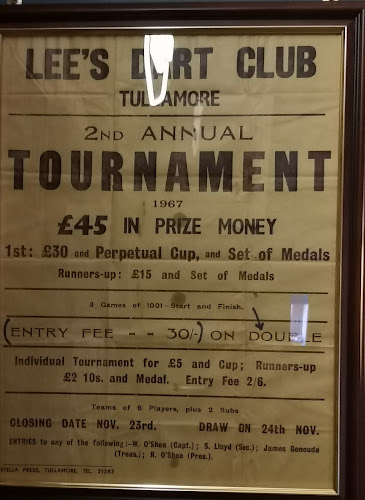 LEE'S DART CLUB
TULLAMORE
2ND ANNUAL
TOURNAMENT
1967
£45 IN PRIZE MONEY
1st: £30 and Perpetual Cup, and Set of Medals
Runners-up: £15 and Set of Medals
3 Games of 1001—Start and Finish.
(ENTRY FEE - - 30/-) ON DOUBLE
Individual Tournament for £5 and Cup; Runners-up
£2 10s. and Medal. Entry Fee 2/6.
Teams of 6 Players, plus 2 Subs
CLOSING DATE NOV. 23rd. DRAW ON 24th NOV.
ENTRIES to any of the following:—W. O'Shea (Capt.); S. Lloyd (Sec.); James Gonoude
(Treas.); R. O'Shea (Pres.).
STELLA PRESS, TULLAMORE. TEL. 21343